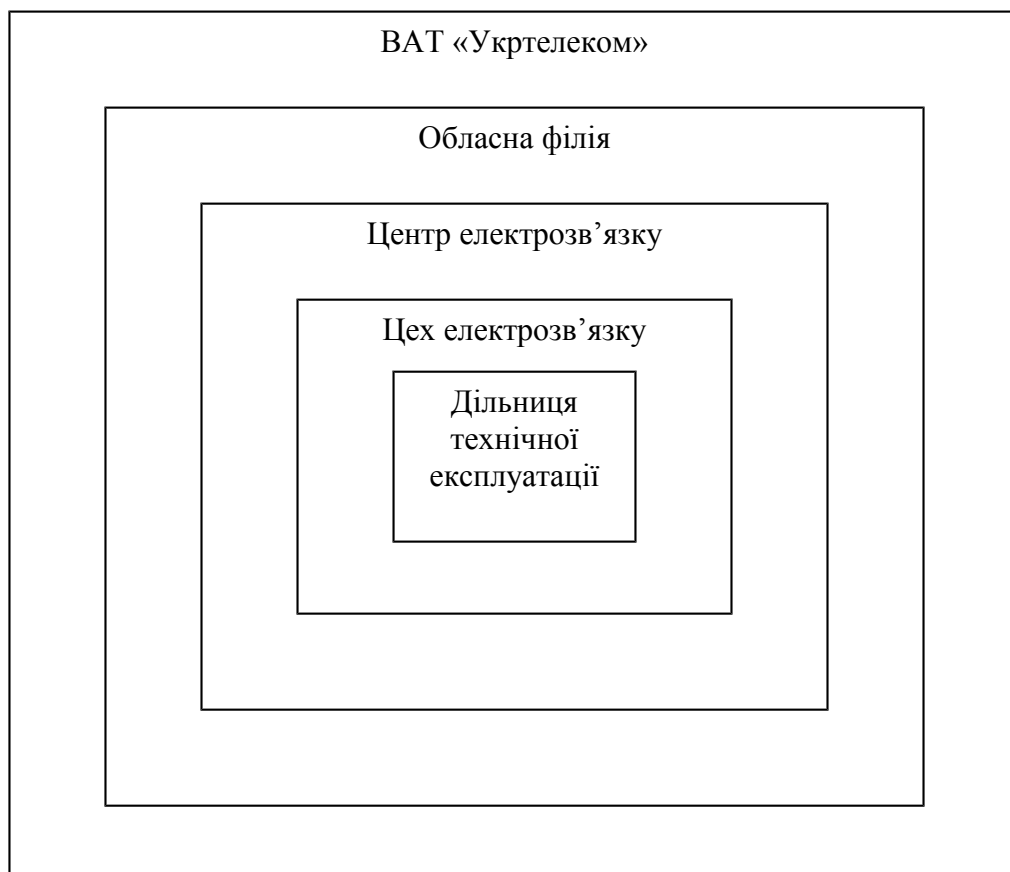 ВАТ «Укртелеком»
Обласна філія
Центр електрозв’язку
Цех електрозв’язку
Дільниця
технічної
експлуатації